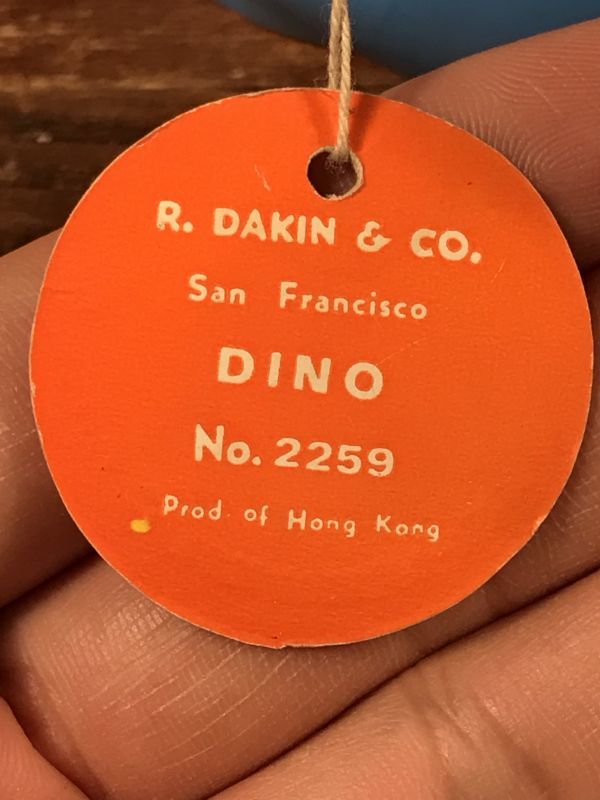 R. DAKIN & CO.
San Francisco
DINO
No. 2259
Prod. of Hong Kong